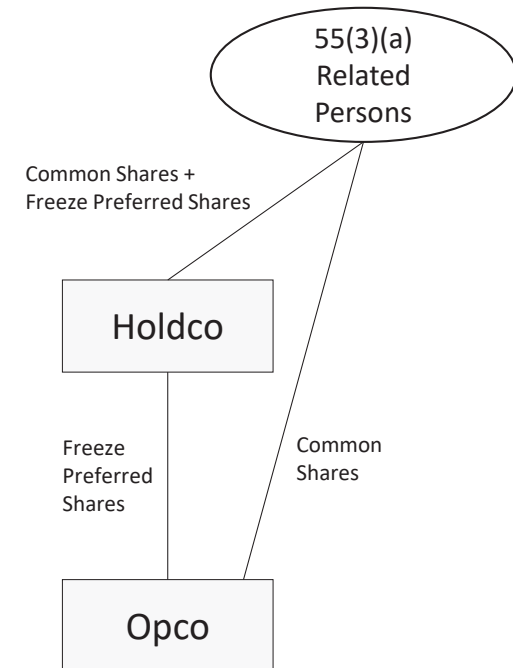 55(3)(a)
Related
Persons
Common Shares +
Freeze Preferred Shares
Holdco
Freeze
Preferred
Shares
Common
Shares
Opco